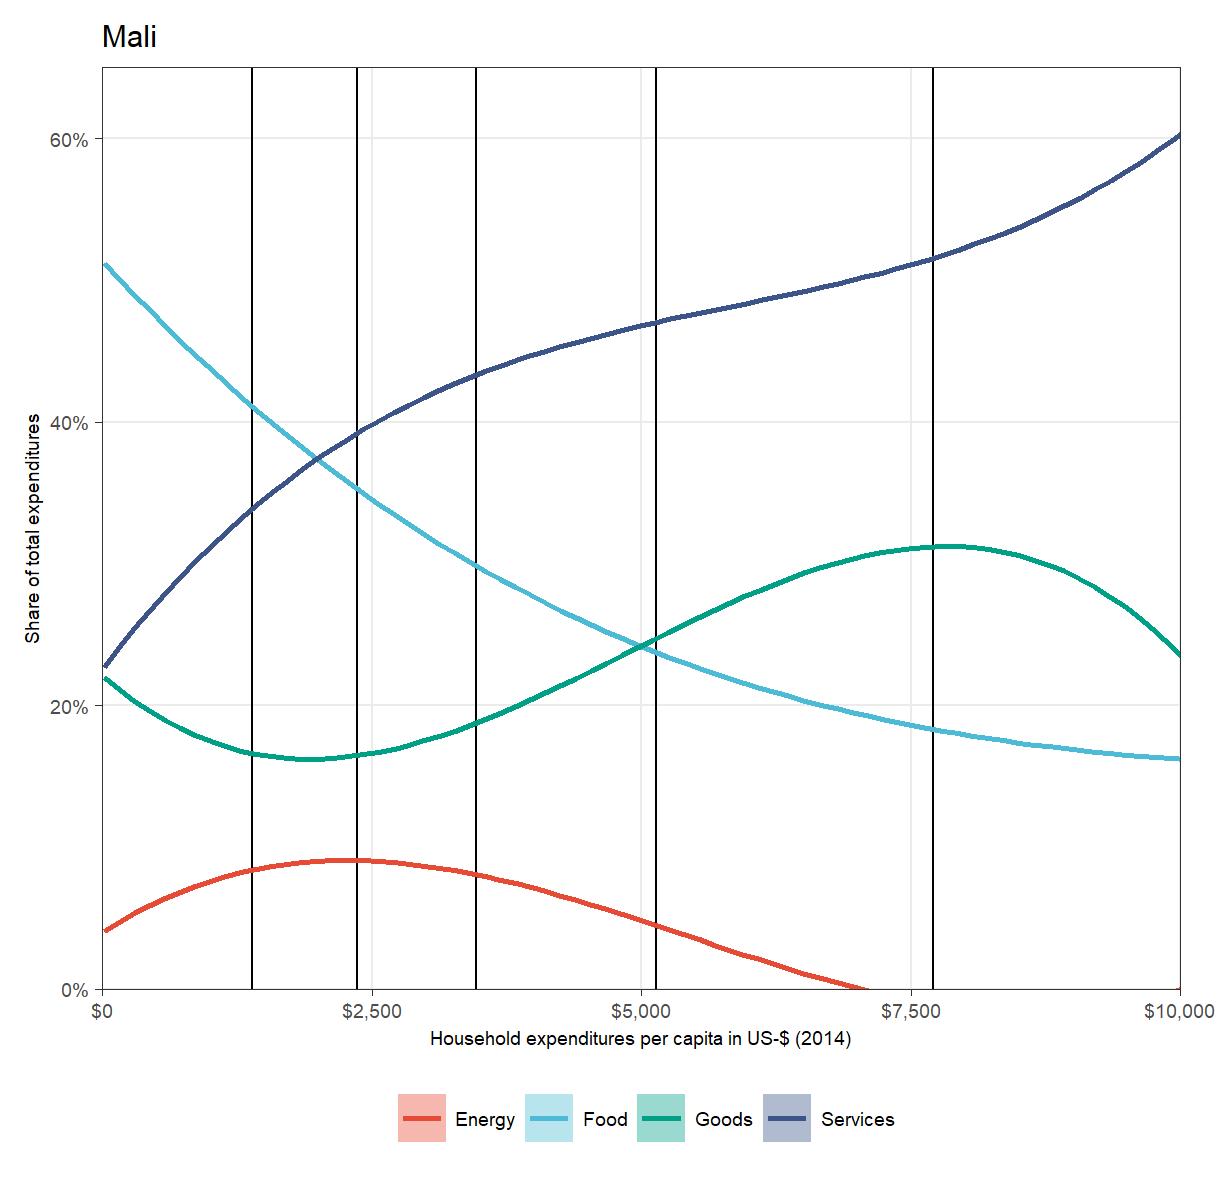 Mali
60%
40%
20%
0%
Share of total expenditures
$0 $2,500 $5,000 $7,500 $10,000
Household expenditures per capita in US-$ (2014)
Energy Food Goods Services